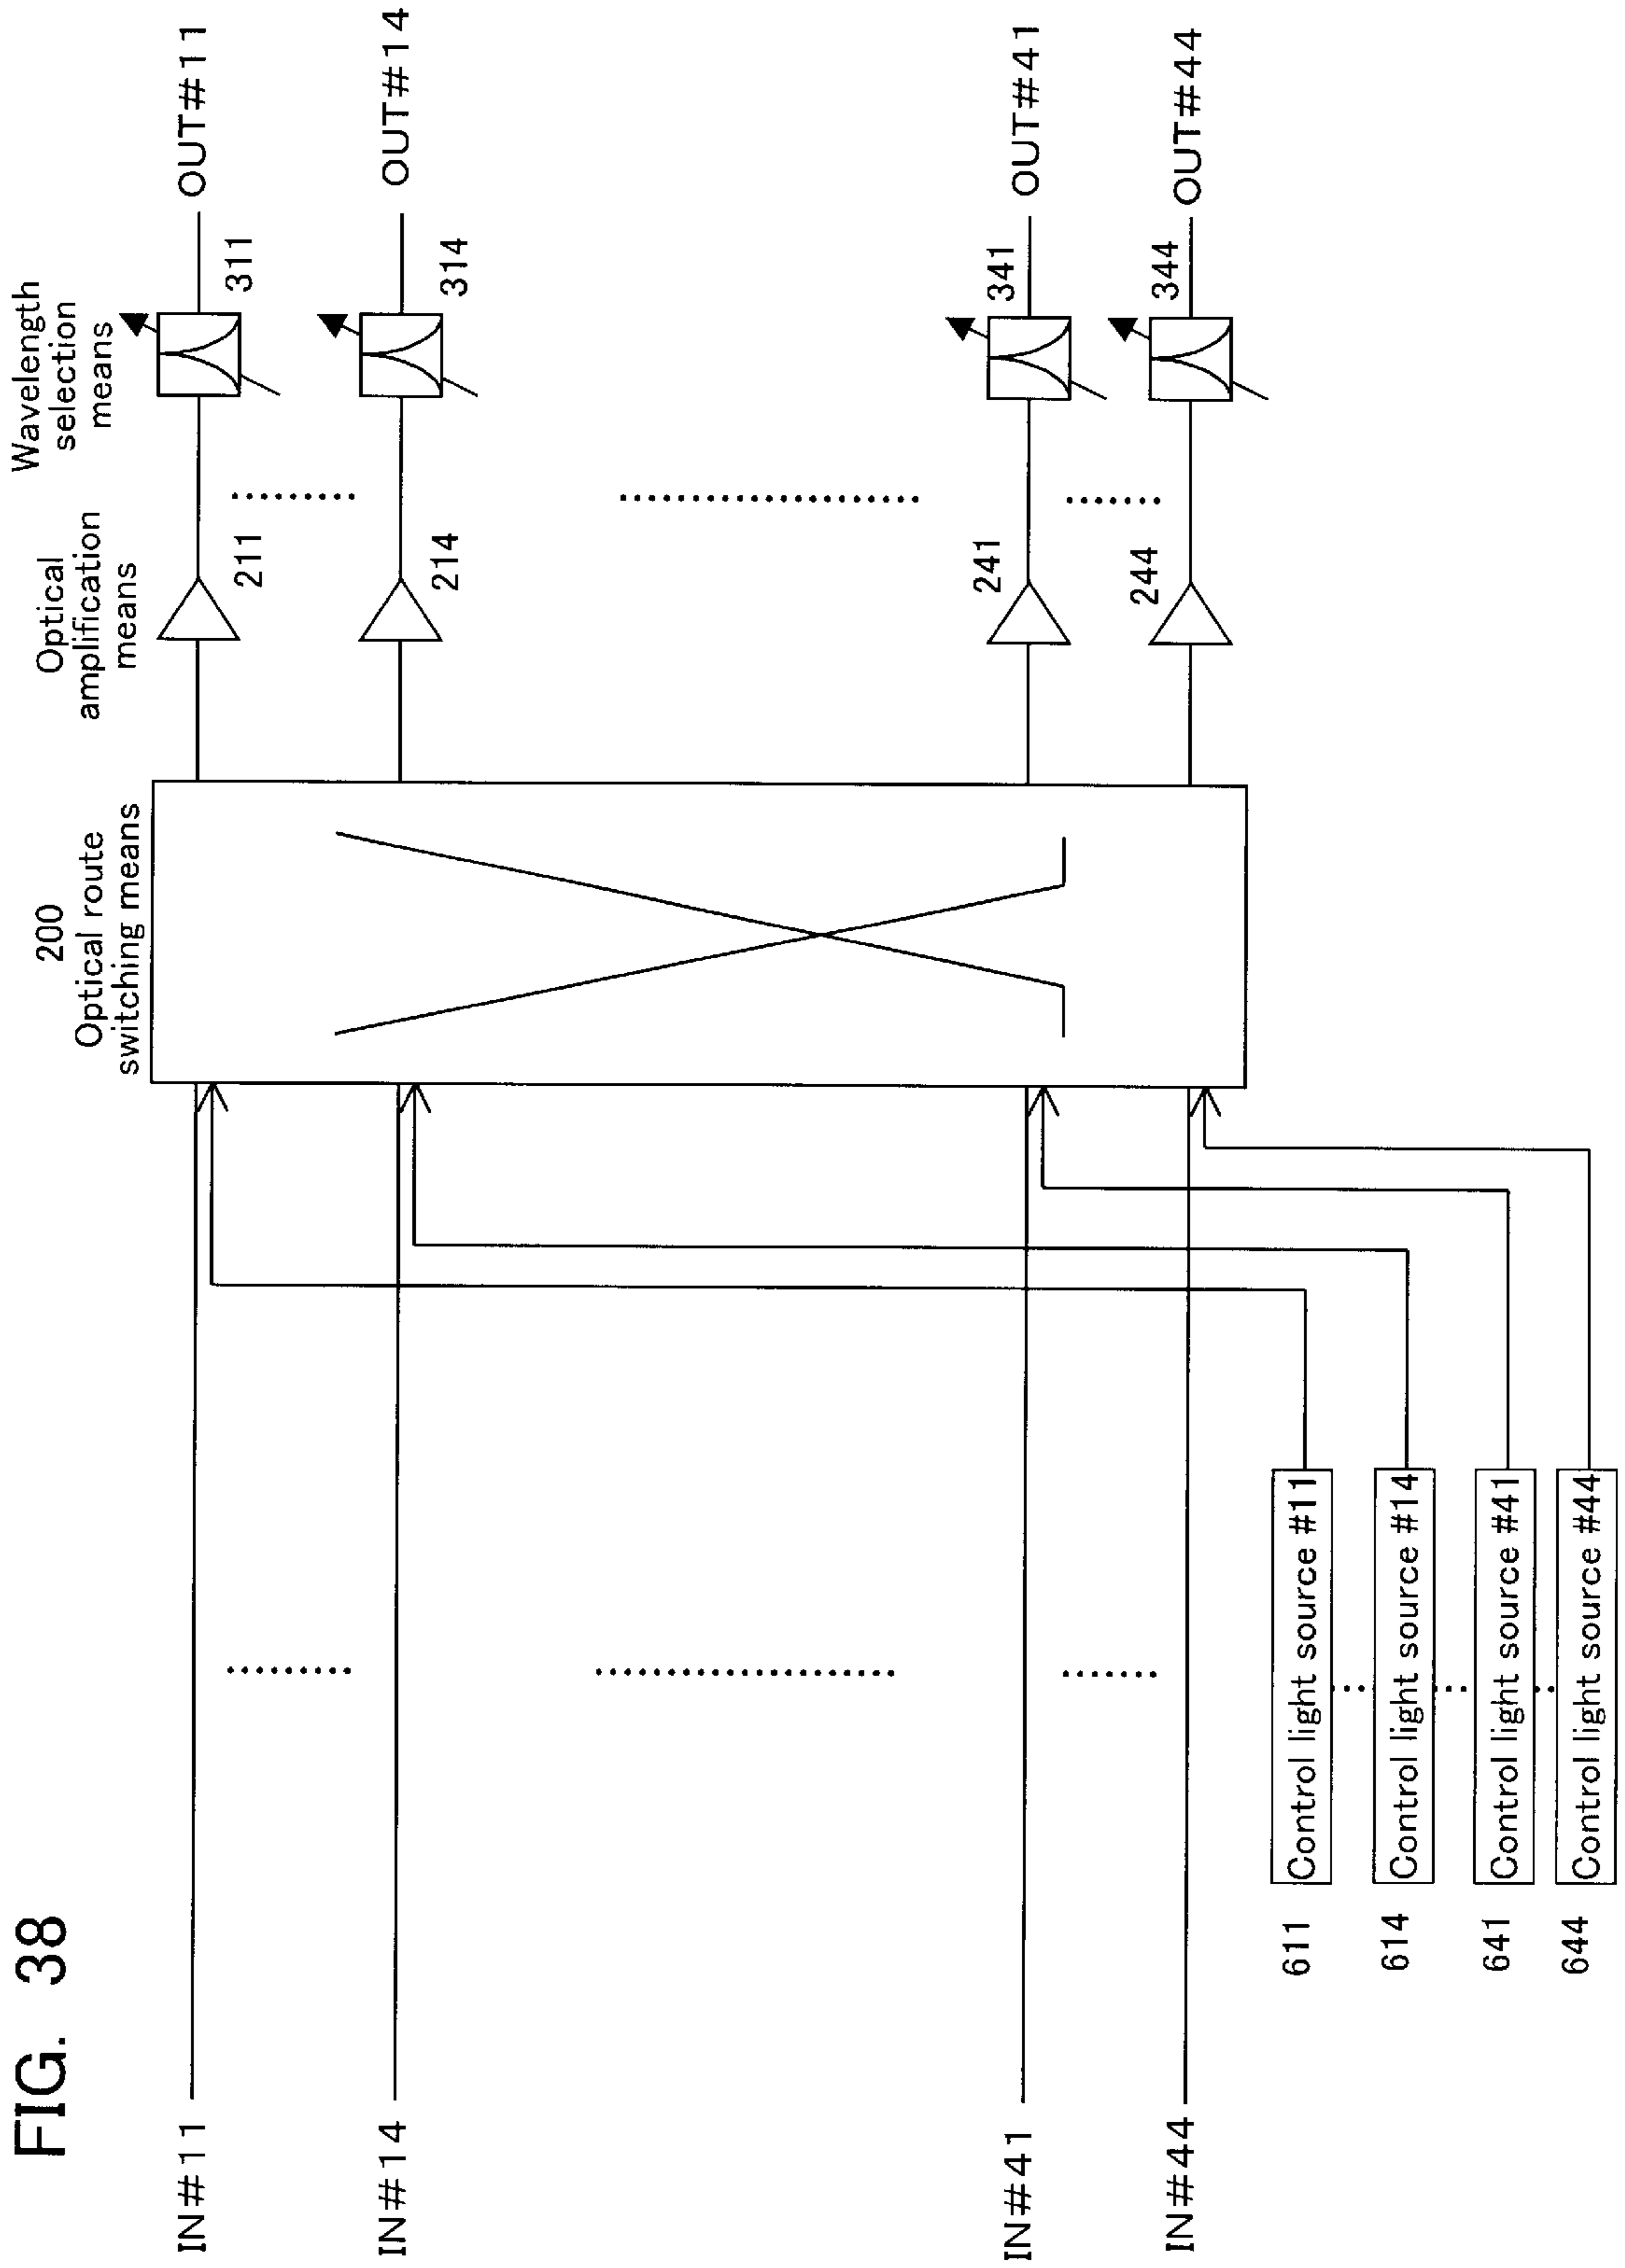 FIG. 38
200
Optical route
switching means
Optical
amplification
means
Wavelength
selection
means
IN#11
211
311
OUT#11
IN#14
214
314
OUT#14
IN#41
241
341
OUT#41
IN#44
244
344
OUT#44
611
Control light source #11
614
Control light source #14
641
Control light source #41
644
Control light source #44